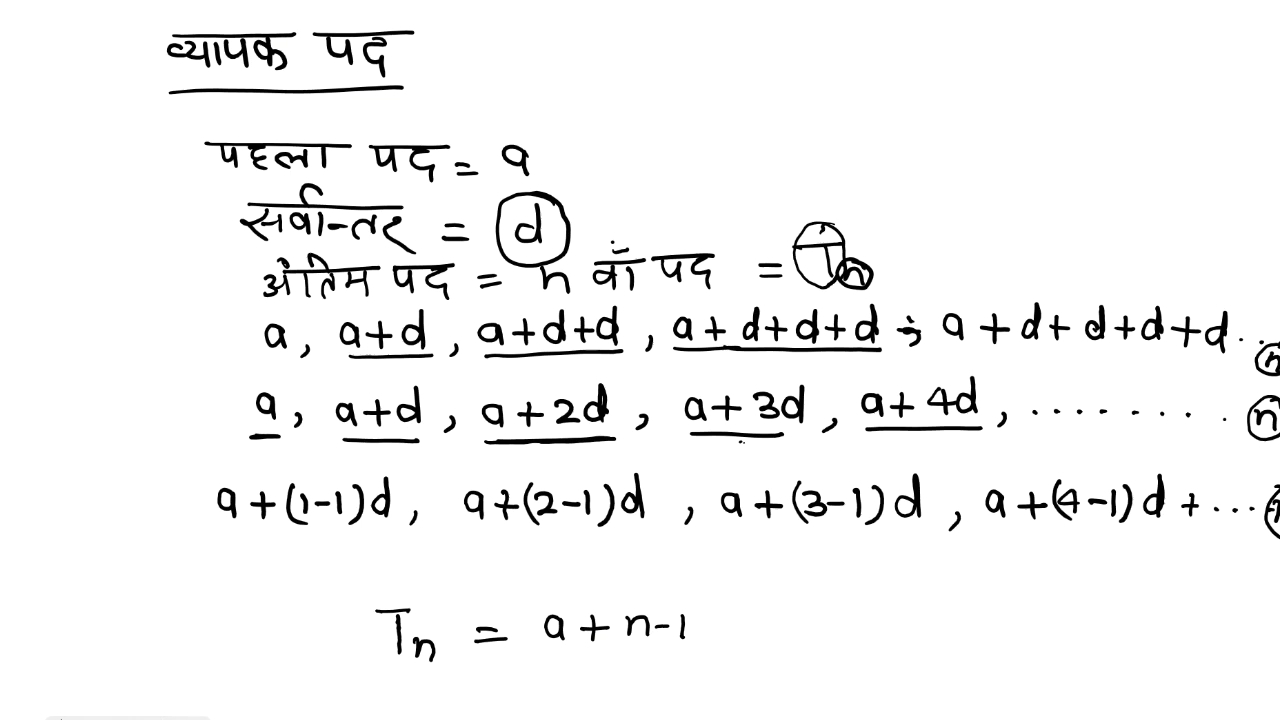 व्यापक पद
पहला पद = a
सर्वान्तर = d
अंतिम पद = n वाँ पद = Tn
a, a+d, a+d+d, a+d+d+d, a+d+d+d+d... n
a, a+d, a+2d, a+3d, a+4d, ......... n
a+(1-1)d, a+(2-1)d, a+(3-1)d, a+(4-1)d + ...
Tn = a+n-1